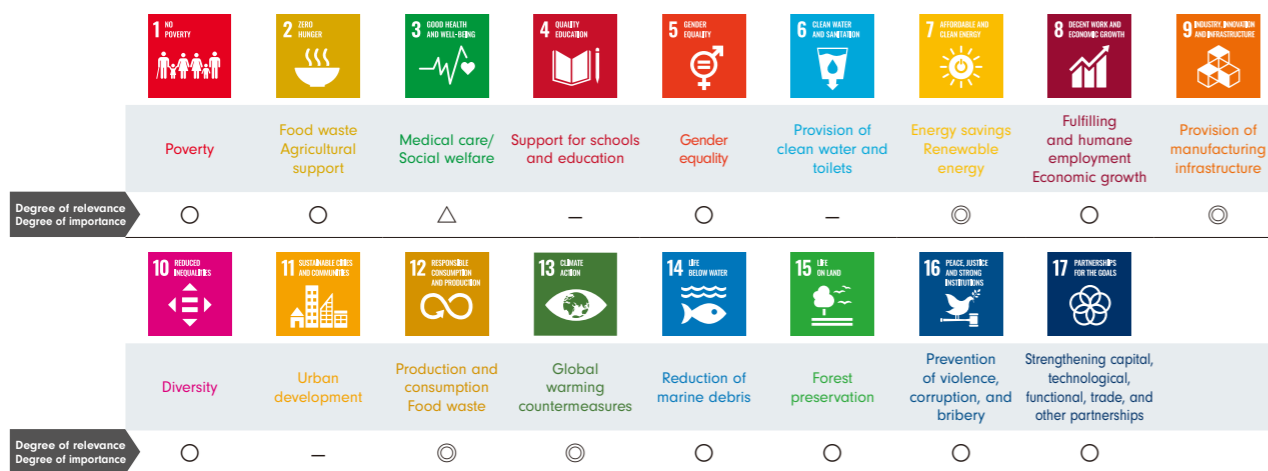 1 NO
POVERTY
2 ZERO
HUNGER
3 GOOD HEALTH
AND WELL-BEING
4 QUALITY
EDUCATION
5 GENDER
EQUALITY
6 CLEAN WATER
AND SANITATION
7 AFFORDABLE AND
CLEAN ENERGY
8 DECENT WORK AND
ECONOMIC GROWTH
9 INDUSTRY, INNOVATION
AND INFRASTRUCTURE
Poverty
Food waste
Agricultural
support
Medical care/
Social welfare
Support for schools
and education
Gender
equality
Provision of
clean water and
toilets
Energy savings
Renewable
energy
Fulfilling
and humane
employment
Economic growth
Provision of
manufacturing
infrastructure
Degree of relevance
Degree of importance
○ ○ △ — ○ — ◎ ○ ◎
10 REDUCED
INEQUALITIES
11 SUSTAINABLE CITIES
AND COMMUNITIES
12 RESPONSIBLE
CONSUMPTION
AND PRODUCTION
13 CLIMATE
ACTION
14 LIFE
BELOW WATER
15 LIFE
ON LAND
16 PEACE, JUSTICE
AND STRONG
INSTITUTIONS
17 PARTNERSHIPS
FOR THE GOALS
Diversity
Urban
development
Production and
consumption
Food waste
Global
warming
countermeasures
Reduction of
marine debris
Forest
preservation
Prevention
of violence,
corruption, and
bribery
Strengthening capital,
technological,
functional, trade, and
other partnerships
Degree of relevance
Degree of importance
○ — ◎ ◎ ○ ○ ○ ○